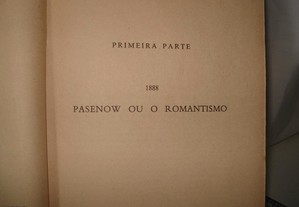 PRIMEIRA PARTE
1888
PASENOW OU O ROMANTISMO